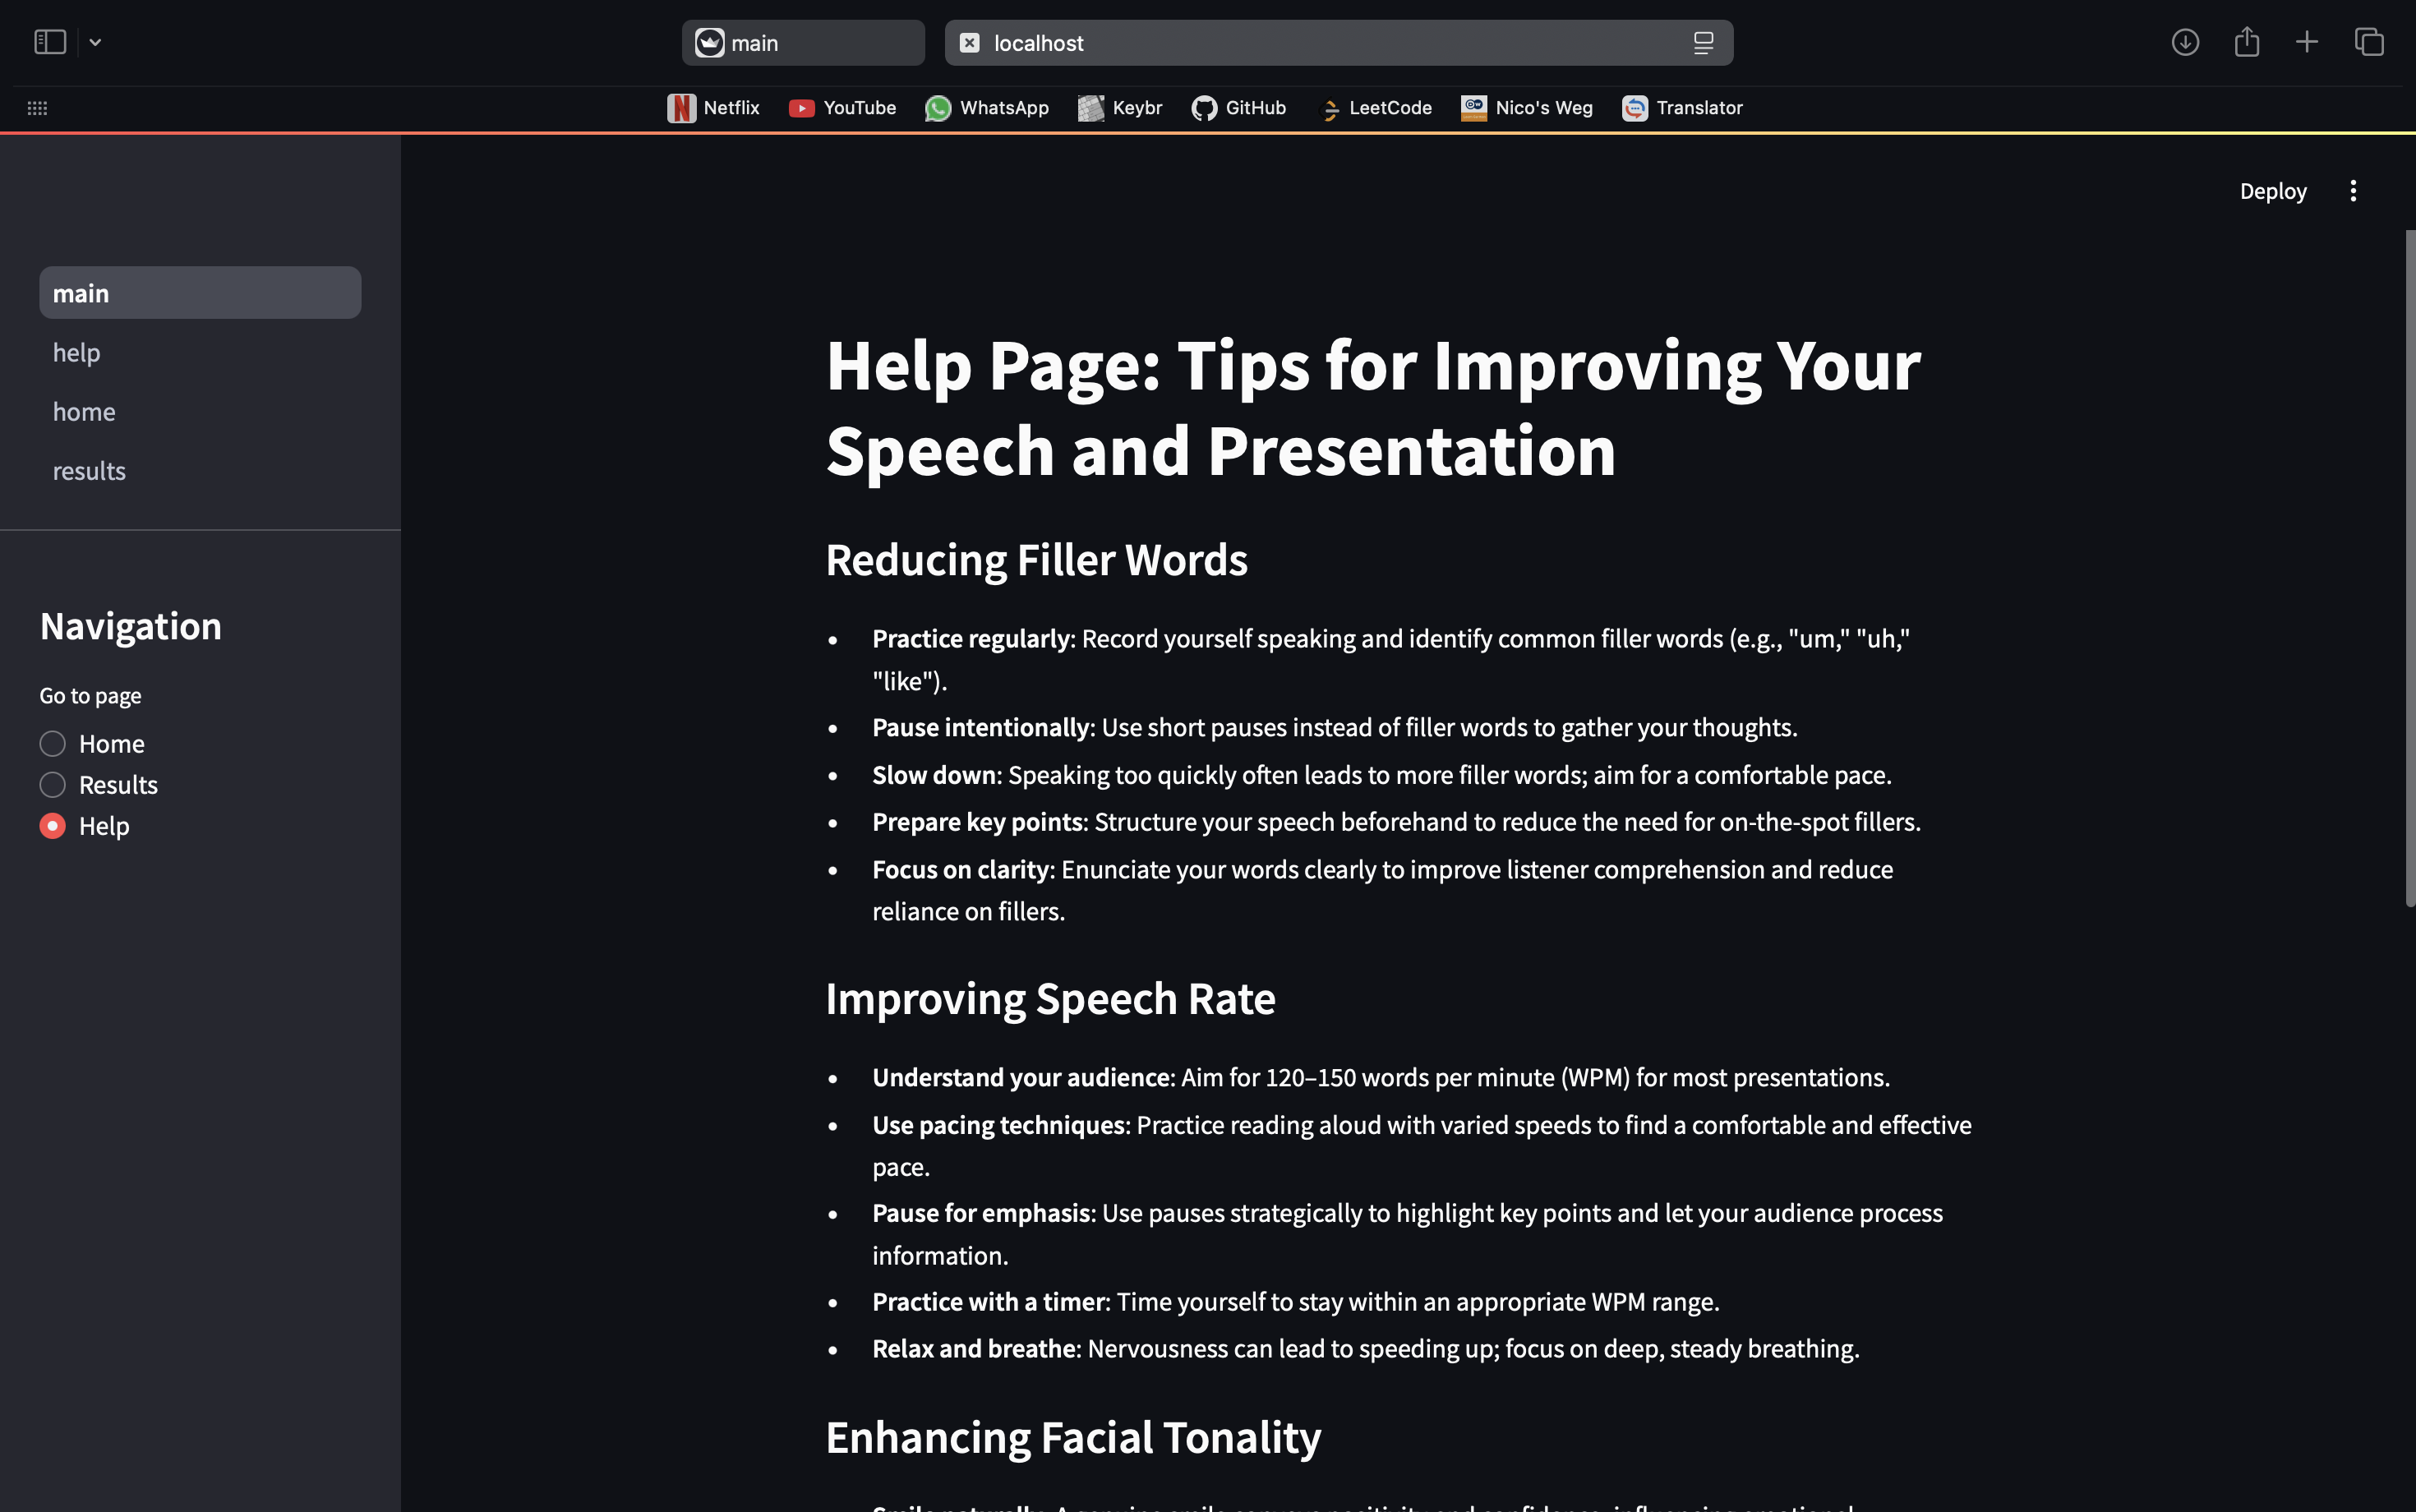 main
localhost
Netflix
YouTube
WhatsApp
Keybr
GitHub
LeetCode
Nico's Weg
Translator
Deploy
main
help
home
results
Navigation
Go to page
Home
Results
Help
Help Page: Tips for Improving Your
Speech and Presentation
Reducing Filler Words
• Practice regularly: Record yourself speaking and identify common filler words (e.g., "um," "uh,"
"like").
• Pause intentionally: Use short pauses instead of filler words to gather your thoughts.
• Slow down: Speaking too quickly often leads to more filler words; aim for a comfortable pace.
• Prepare key points: Structure your speech beforehand to reduce the need for on-the-spot fillers.
• Focus on clarity: Enunciate your words clearly to improve listener comprehension and reduce
reliance on fillers.
Improving Speech Rate
• Understand your audience: Aim for 120–150 words per minute (WPM) for most presentations.
• Use pacing techniques: Practice reading aloud with varied speeds to find a comfortable and effective
pace.
• Pause for emphasis: Use pauses strategically to highlight key points and let your audience process
information.
• Practice with a timer: Time yourself to stay within an appropriate WPM range.
• Relax and breathe: Nervousness can lead to speeding up; focus on deep, steady breathing.
Enhancing Facial Tonality